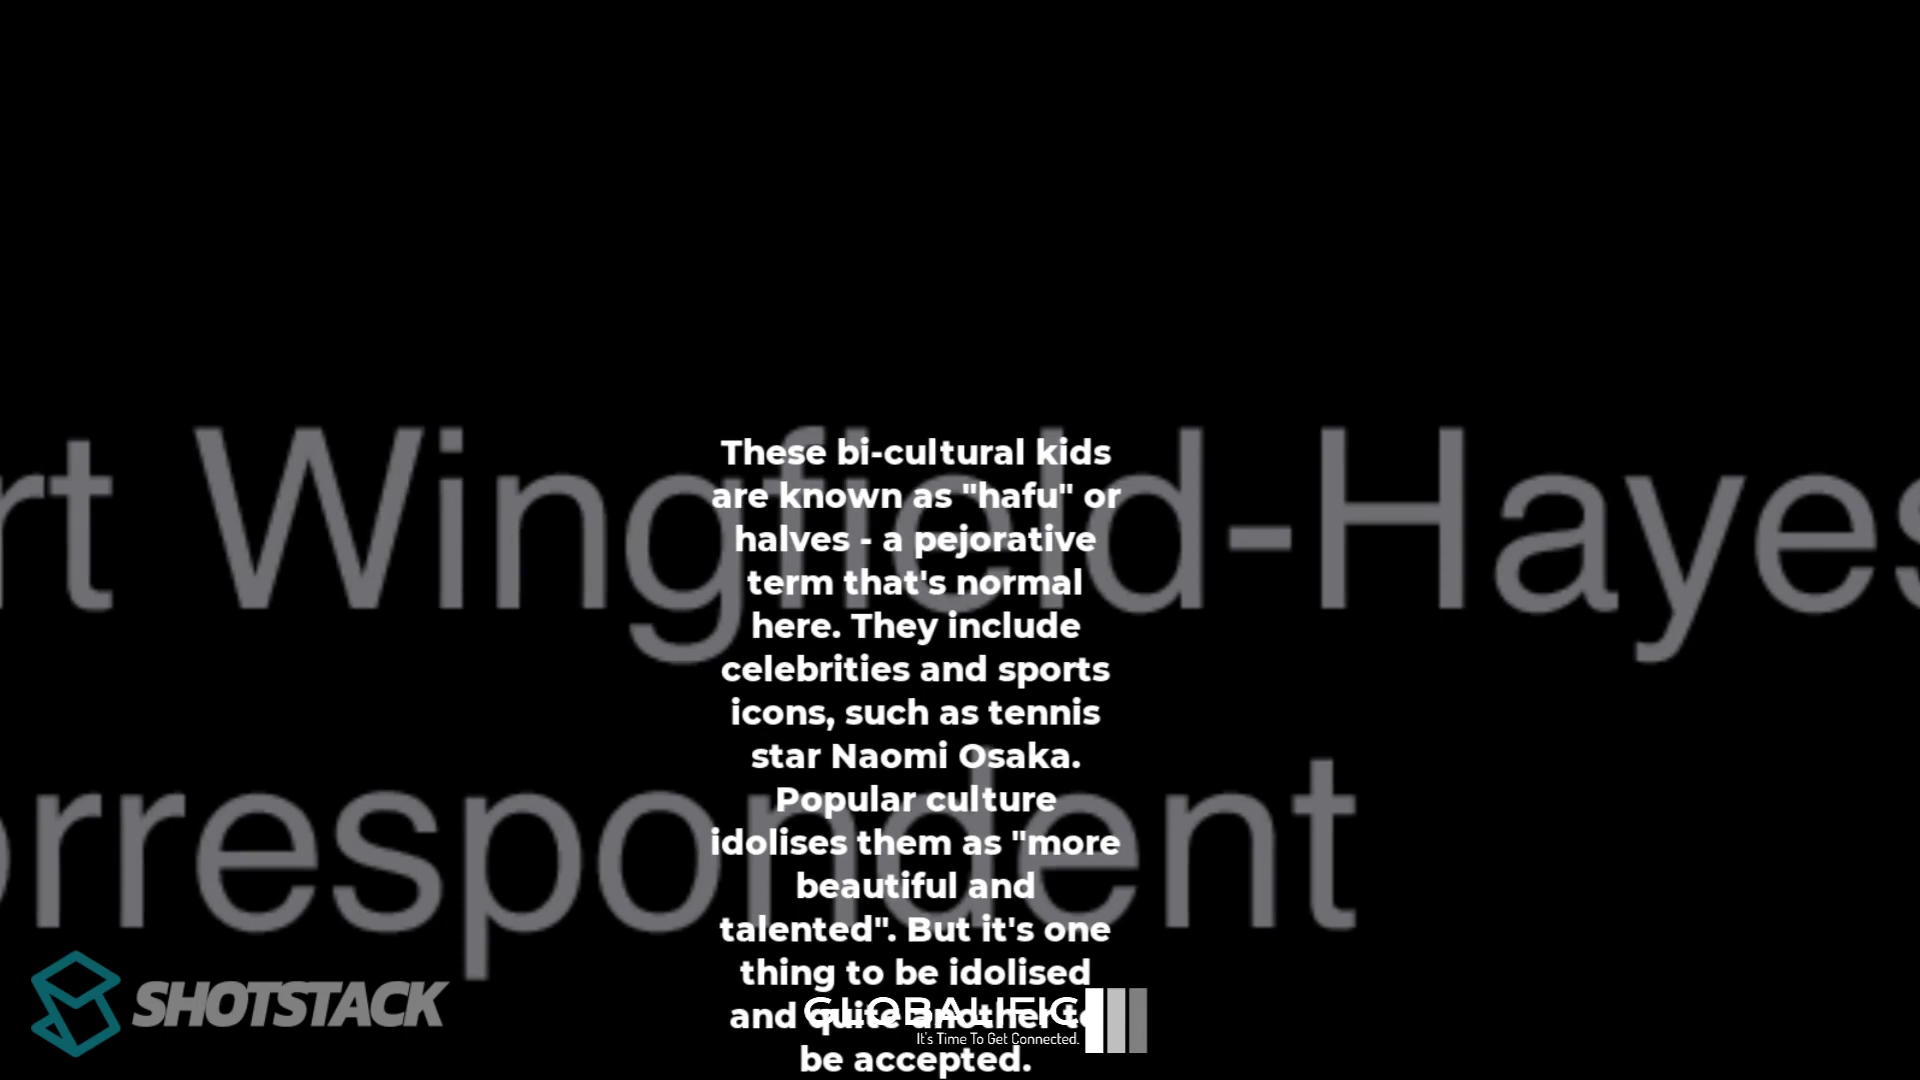 rt Wingfield-Hayes
These bi-cultural kids
are known as "hafu" or
halves - a pejorative
term that's normal
here. They include
celebrities and sports
icons, such as tennis
star Naomi Osaka.
Popular culture
idolises them as "more
beautiful and
talented". But it's one
thing to be idolised
and quite another to
be accepted.
orrespondent
SHOTSTACK
GLOBALIFIC
It's Time To Get Connected.